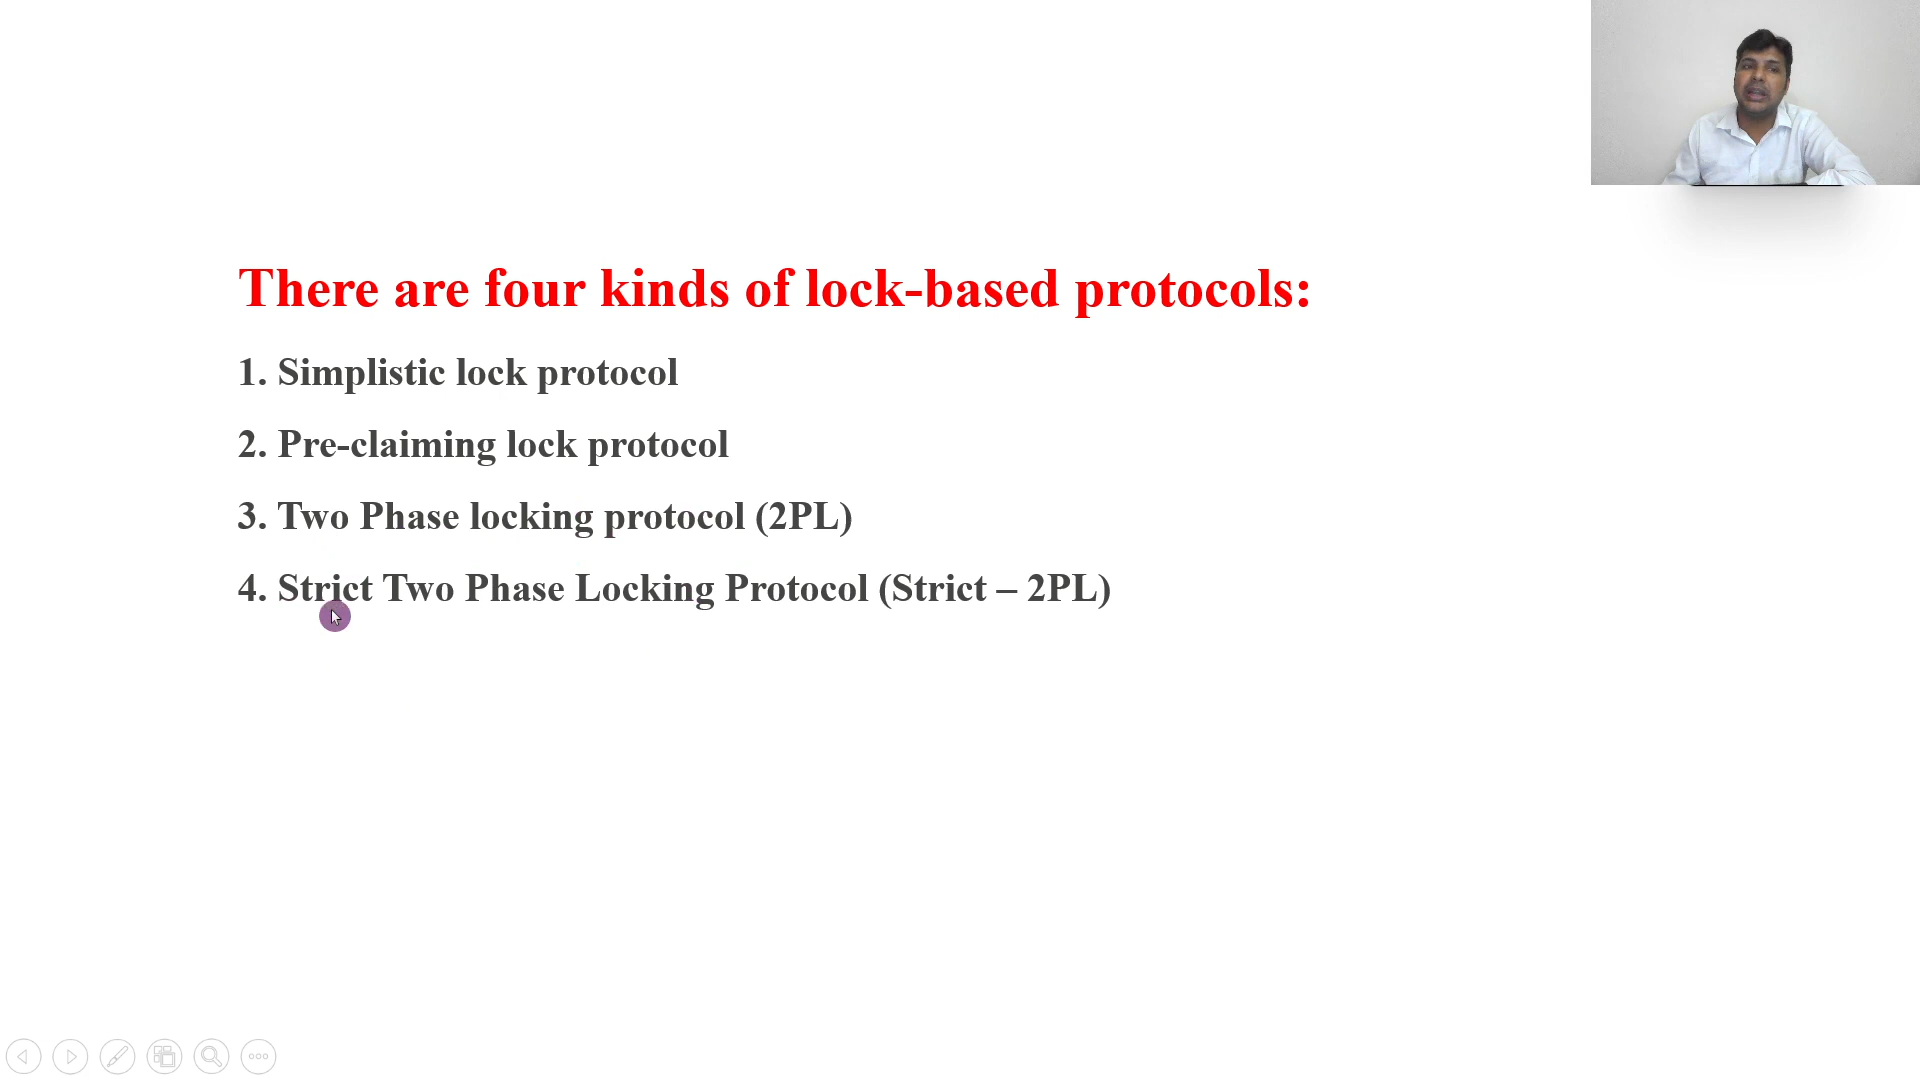 There are four kinds of lock-based protocols:
1. Simplistic lock protocol
2. Pre-claiming lock protocol
3. Two Phase locking protocol (2PL)
4. Strict Two Phase Locking Protocol (Strict – 2PL)